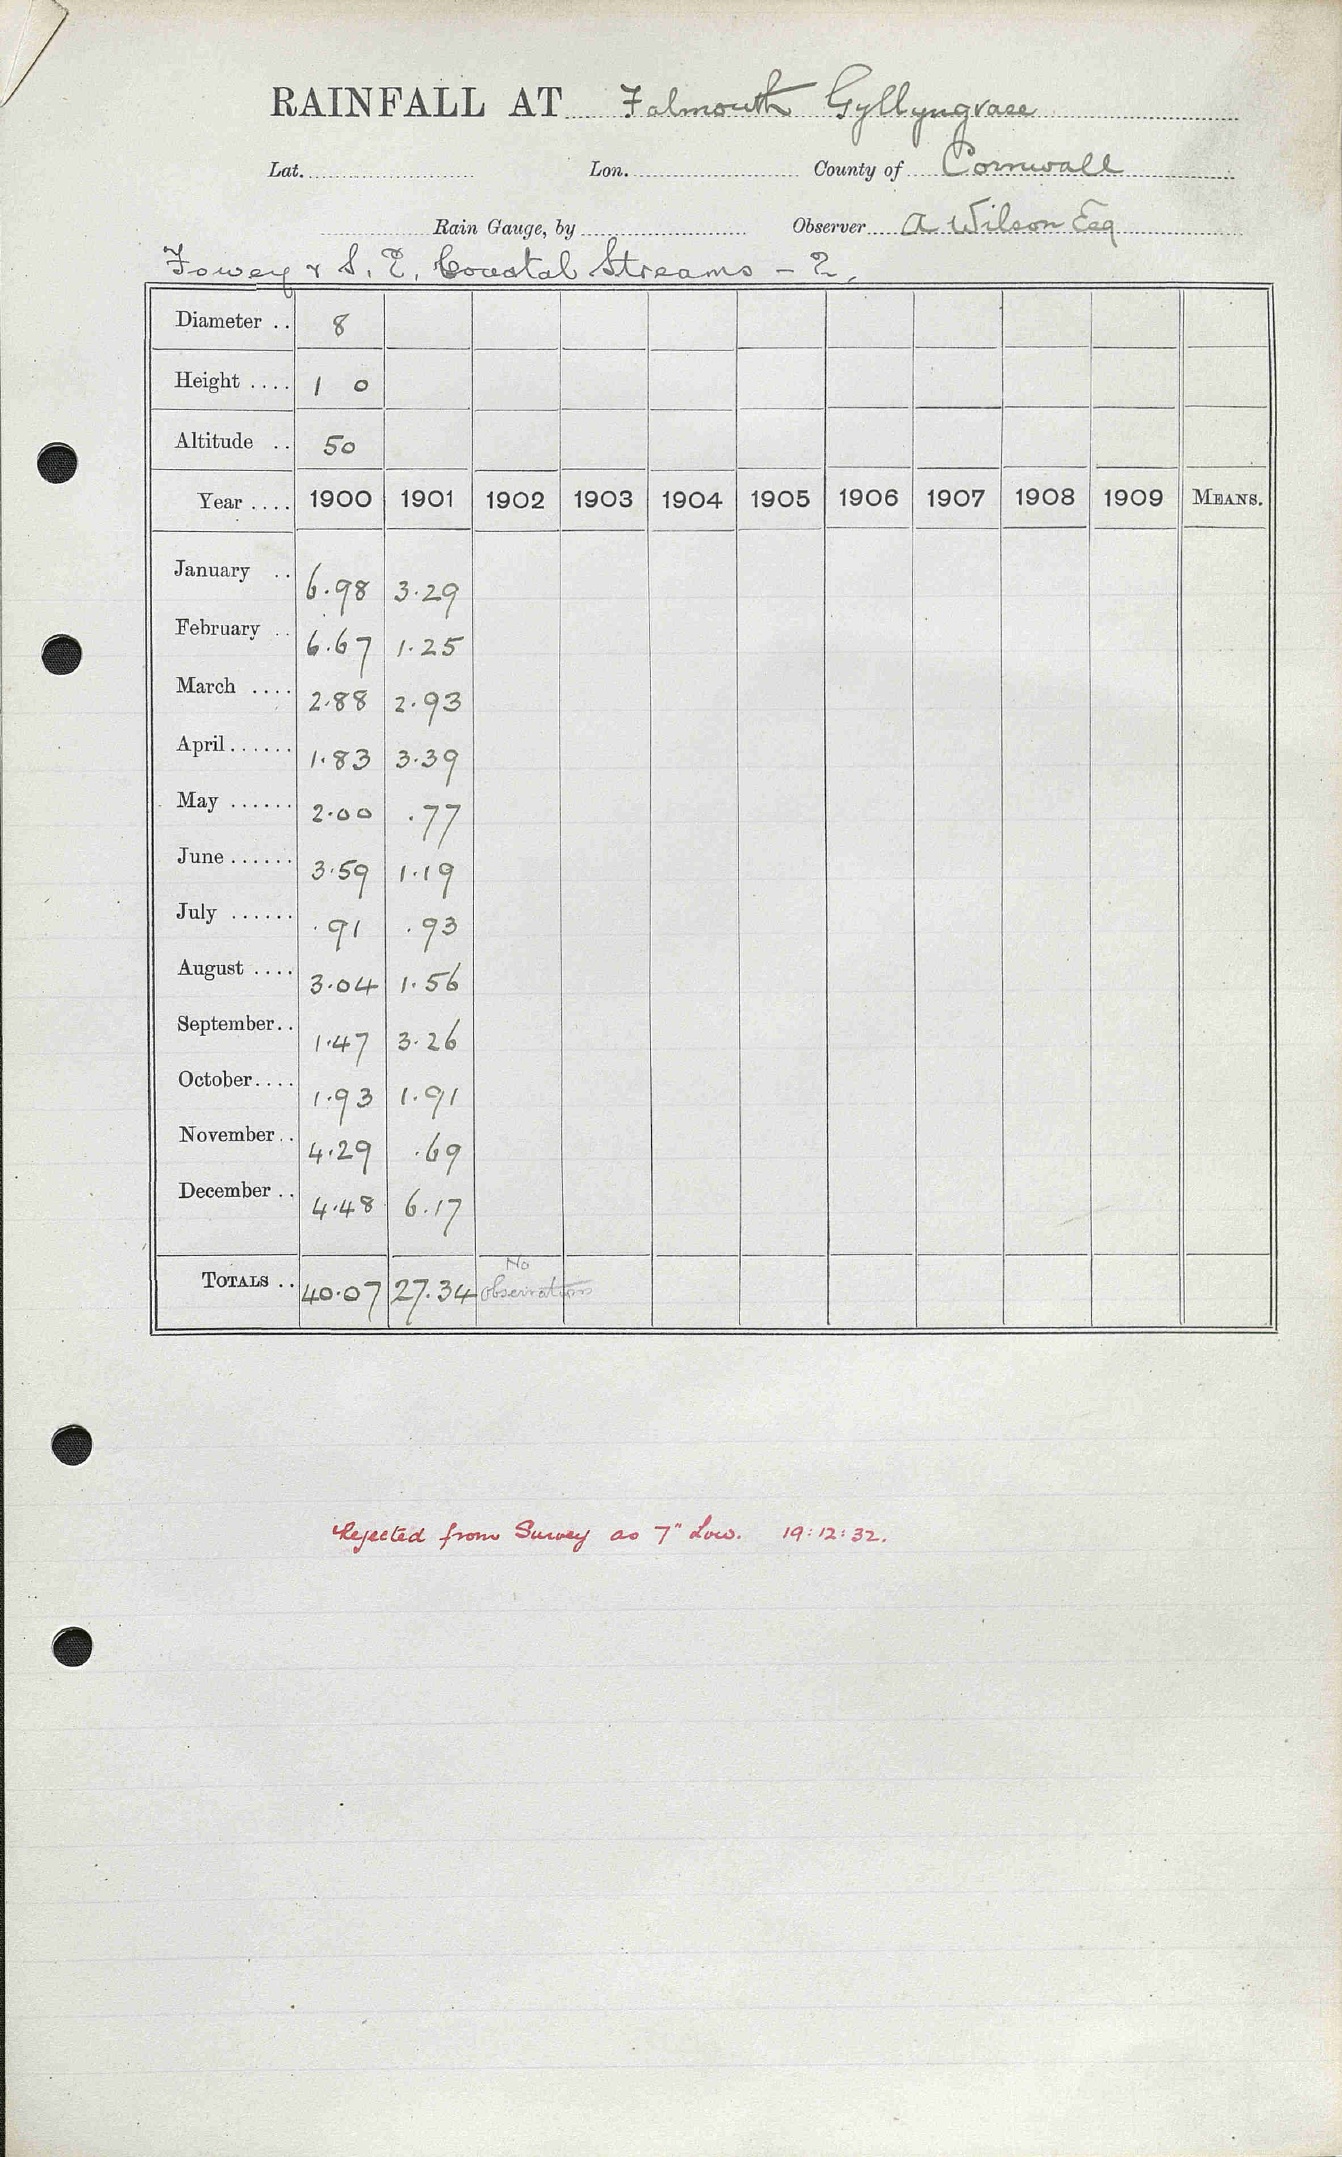 RAINFALL AT Falmouth Gyllyngvase
Lat. Lon. County of Cornwall
Rain Gauge, by Observer A Wilson Esq
Fowey & S. E. Coastal Streams - 2.
Diameter .. 8
Height .... 1 0
Altitude .. 50
Year .... 1900 1901 1902 1903 1904 1905 1906 1907 1908 1909 MEANS.
January .. 6.98 3.29
February .. 6.67 1.25
March .... 2.88 2.93
April ...... 1.83 3.39
May ...... 2.00 .77
June ...... 3.59 1.19
July ...... .91 .93
August .... 3.04 1.56
September .. 1.47 3.26
October .... 1.93 1.91
November .. 4.29 .69
December .. 4.48 6.17
TOTALS .. 40.07 27.34 No observations
Rejected from Survey as 7" Low. 19:12:32.